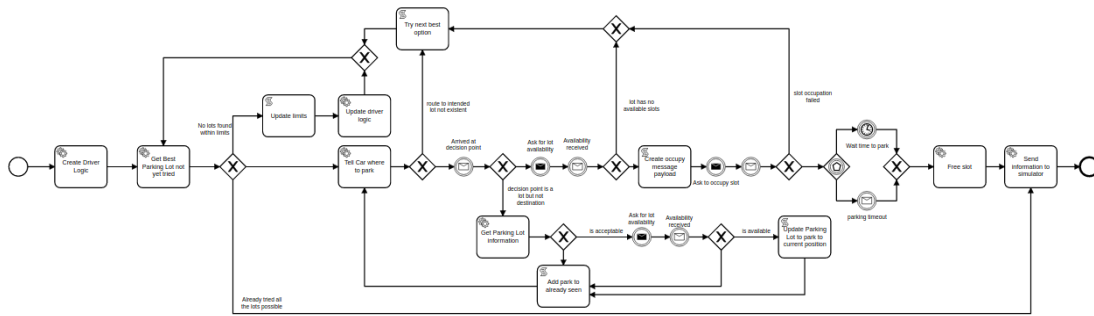 Try next best
option
slot occupation
failed
Update limits
Update driver
logic
route to intended
lot not existent
lot has no
available slots
No lots found
within limits
Wait time to park
Arrived at
decision point
Ask for lot
availability
Availability
received
Create Driver
Logic
Get Best
Parking Lot not
yet tried
Tell Car where
to park
Create occupy
message
payload
Ask to occupy slot
Free slot
Send
information to
simulator
decision point is a
lot but not
destination
parking timeout
Get Parking Lot
information
is acceptable
Ask for lot
availability
Availability
received
is available
Update Parking
Lot to park to
current position
Add park to
already seen
Already tried all
the lots possible